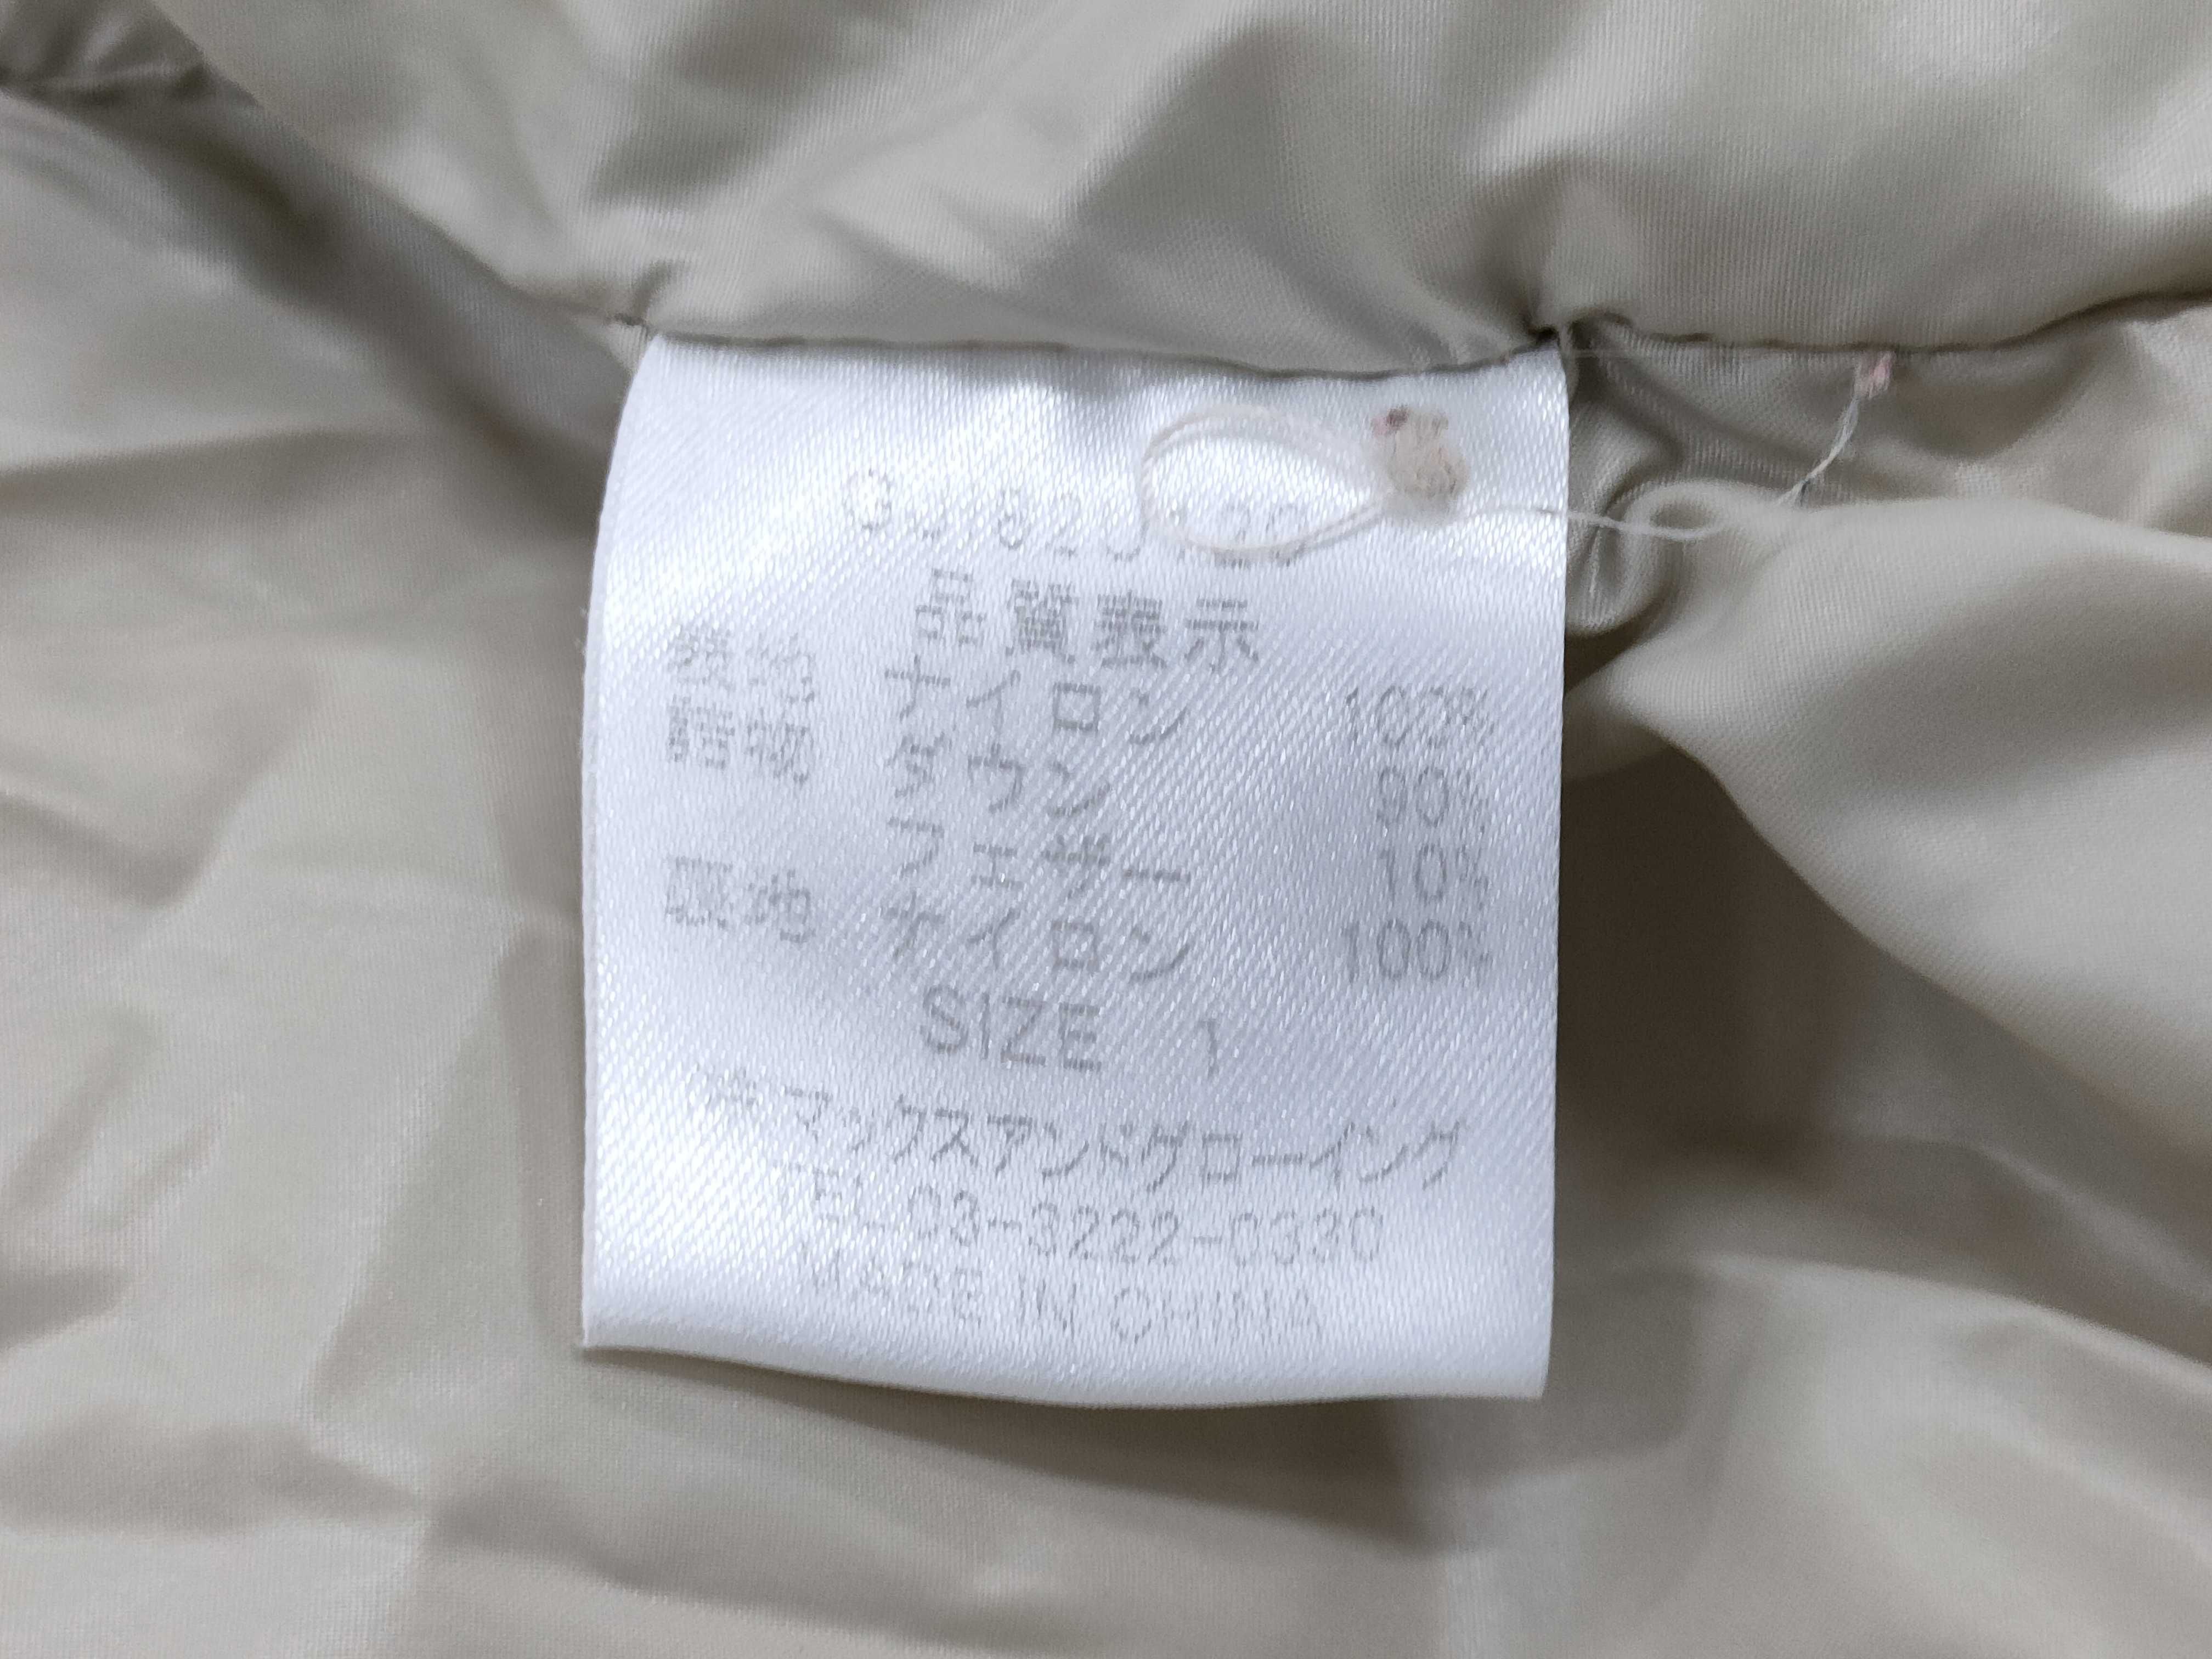 品質表示
表地 ナイロン 100%
詰物 ダウン 90%
フェザー 10%
裏地 ナイロン 100%
SIZE 1
マックスアンドグローイング
TEL 03-3222-0330
MADE IN CHINA